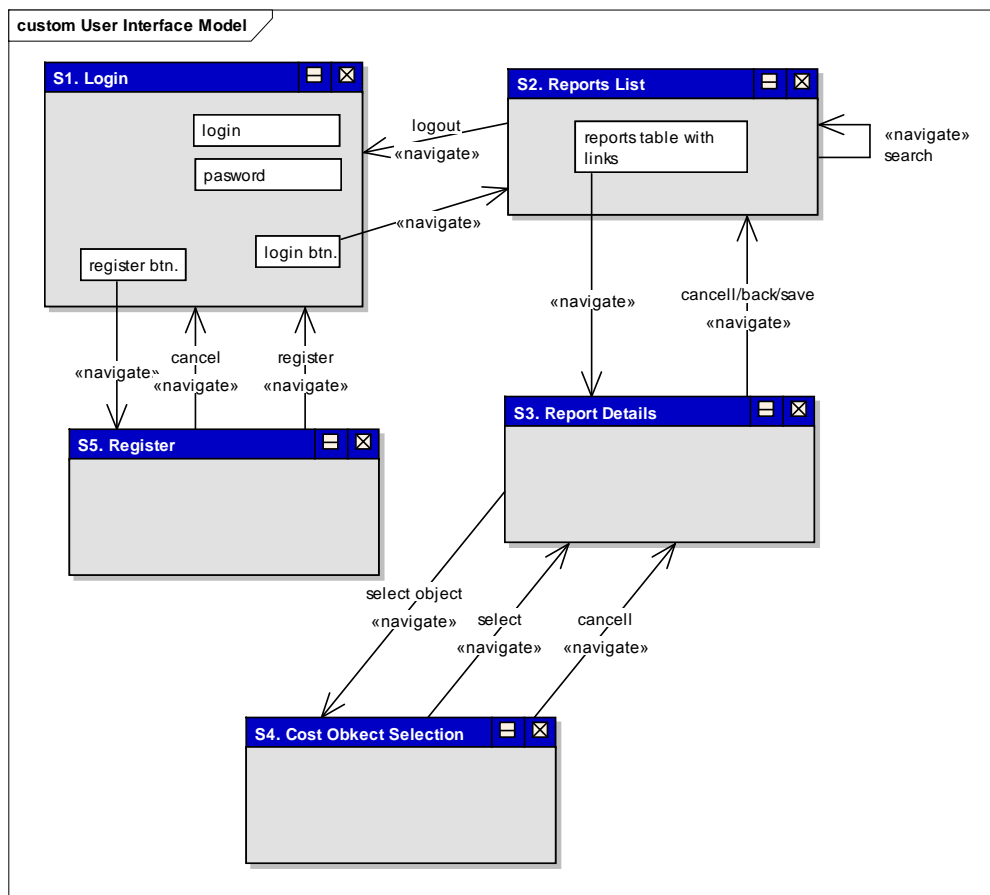 custom User Interface Model
S1. Login
login
pasword
login btn.
register btn.
S2. Reports List
reports table with
links
logout
«navigate»
«navigate»
«navigate»
search
«navigate»
cancell/back/save
«navigate»
«navigate»
cancel
«navigate»
register
«navigate»
S5. Register
S3. Report Details
select object
«navigate»
select
«navigate»
cancell
«navigate»
S4. Cost Obkect Selection